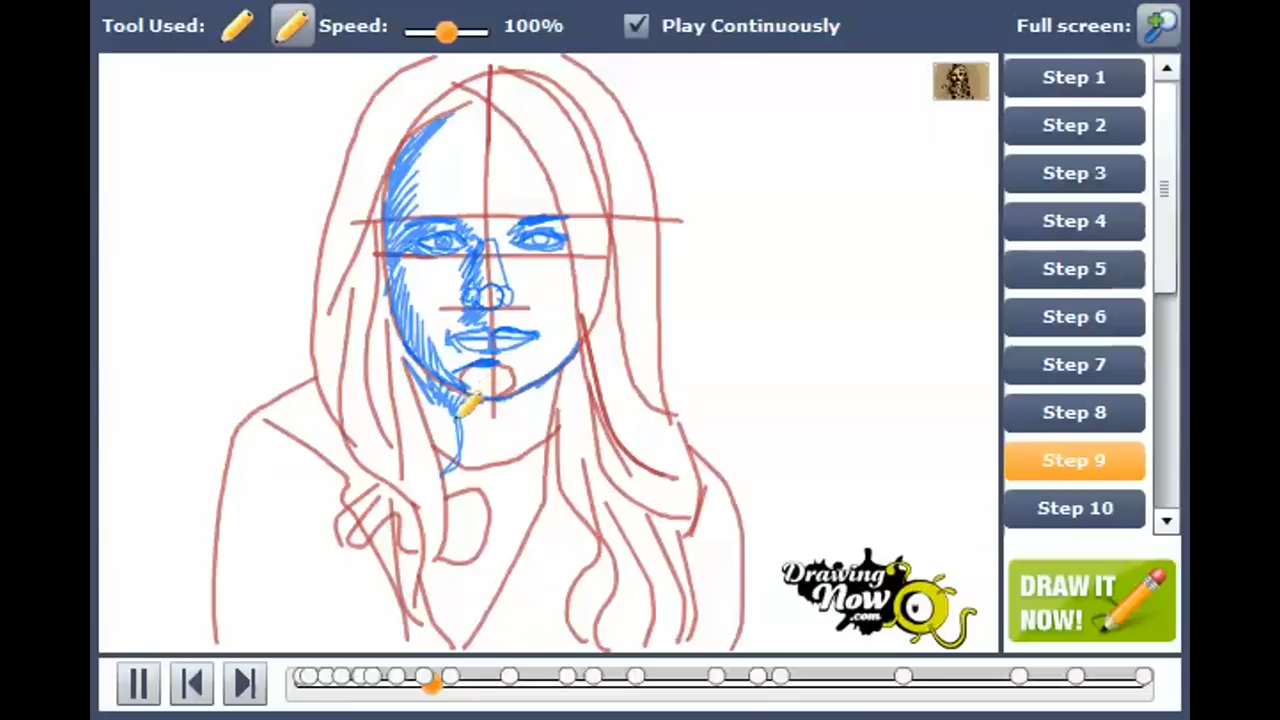 Tool Used:
Speed:
100%
Play Continuously
Full screen:
Step 1
Step 2
Step 3
Step 4
Step 5
Step 6
Step 7
Step 8
Step 9
Step 10
Drawing
Now
.com
DRAW IT
NOW!